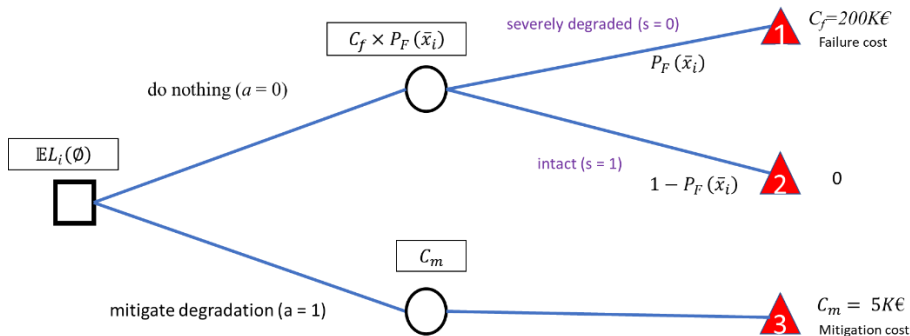 severely degraded (s = 0)
1
C_f=200K€
Failure cost
C_f × P_F (x̄_i)
P_F (x̄_i)
do nothing (a = 0)
𝔼L_i(∅)
intact (s = 1)
1 − P_F (x̄_i)
2
0
C_m
mitigate degradation (a = 1)
3
C_m = 5K€
Mitigation cost